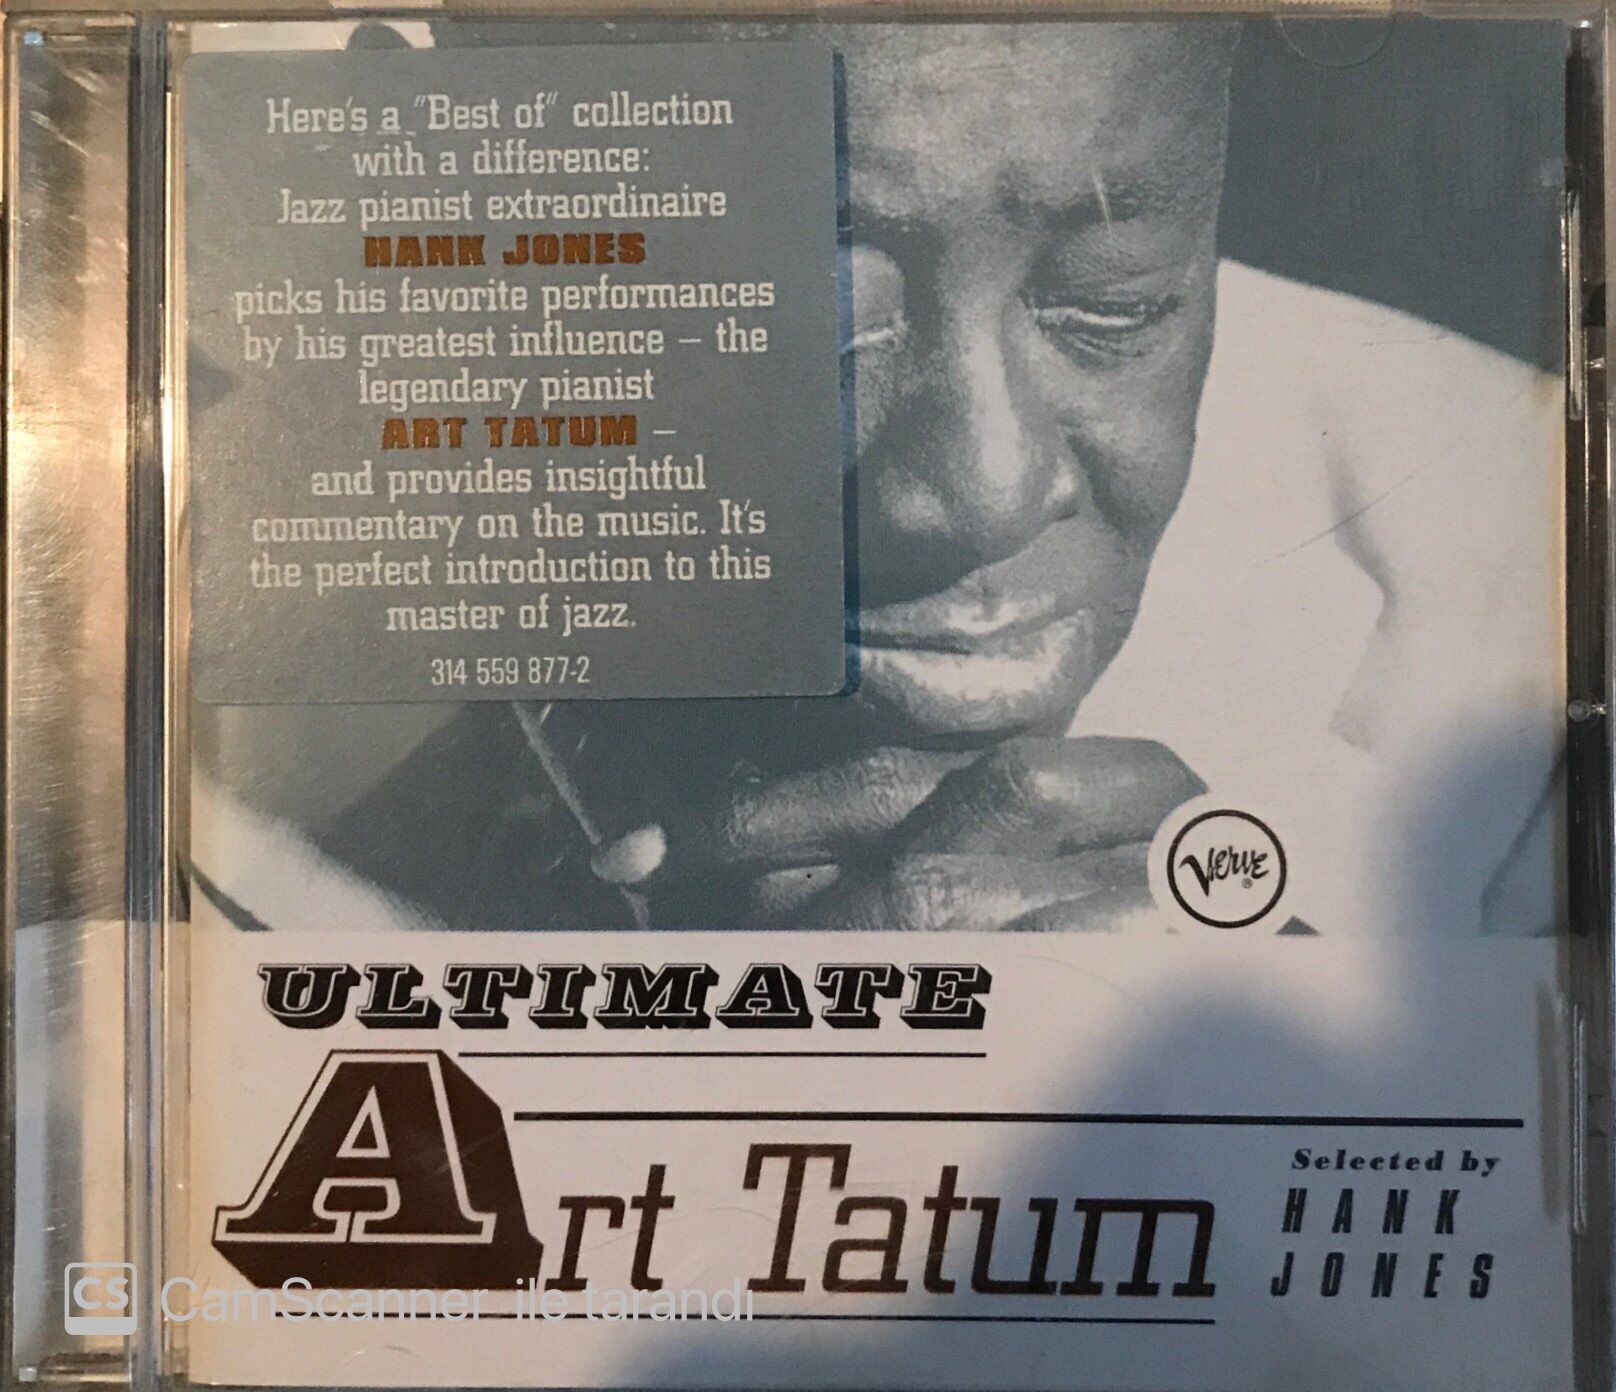 Here's a "Best of" collection
with a difference:
Jazz pianist extraordinaire
HANK JONES
picks his favorite performances
by his greatest influence – the
legendary pianist
ART TATUM –
and provides insightful
commentary on the music. It's
the perfect introduction to this
master of jazz.
314 559 877-2
Verve®
ULTIMATE
Art Tatum
Selected by
HANK
JONES
CS CamScanner ile tarandı